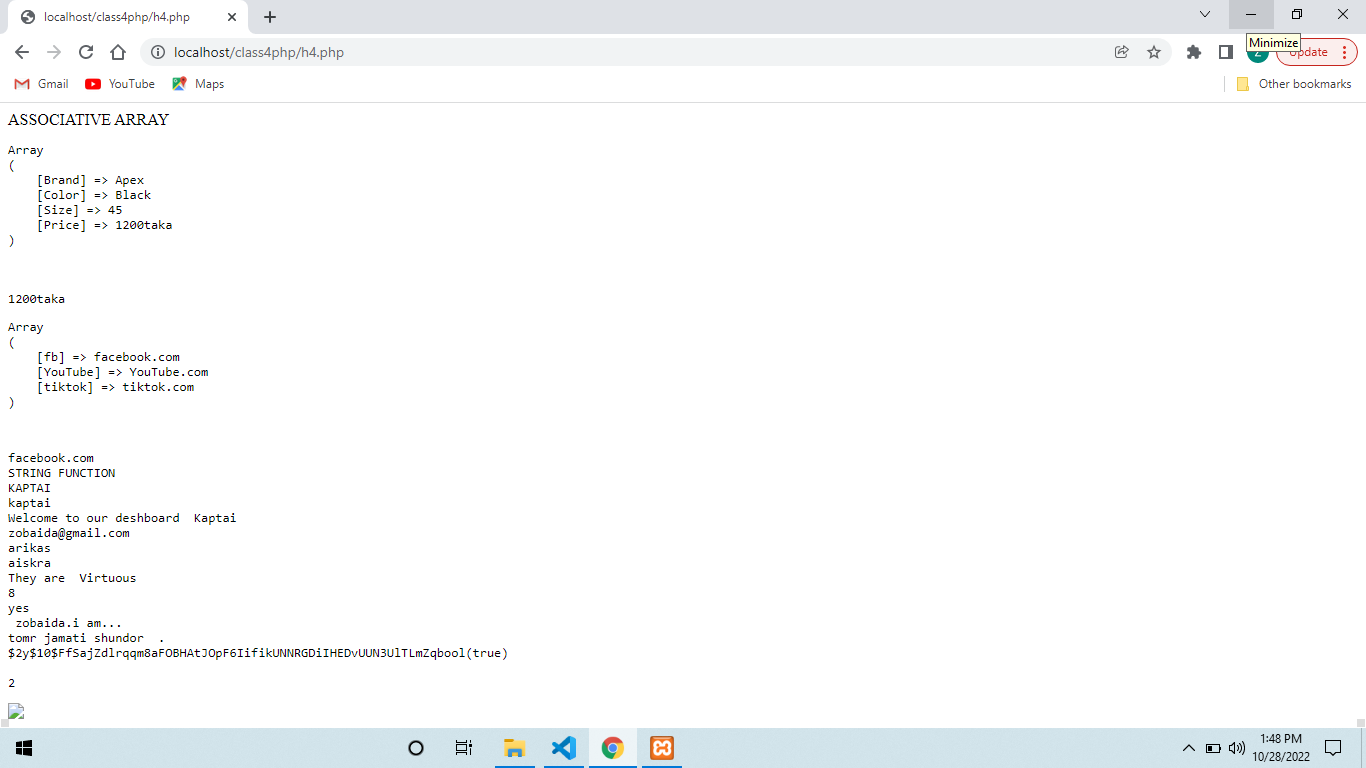 localhost/class4php/h4.php
localhost/class4php/h4.php
Minimize
Z
Update
Gmail
YouTube
Maps
Other bookmarks
ASSOCIATIVE ARRAY
Array
(
    [Brand] => Apex
    [Color] => Black
    [Size] => 45
    [Price] => 1200taka
)
1200taka
Array
(
    [fb] => facebook.com
    [YouTube] => YouTube.com
    [tiktok] => tiktok.com
)
facebook.com
STRING FUNCTION
KAPTAI
kaptai
Welcome to our deshboard  Kaptai
zobaida@gmail.com
arikas
aiskra
They are  Virtuous
8
yes
 zobaida.i am...
tomr jamati shundor  .
$2y$10$FfSajZdlrqqm8aFOBHAtJOpF6IifikUNNRGDiIHEDvUUN3UlTLmZqbool(true)
2
1:48 PM
10/28/2022